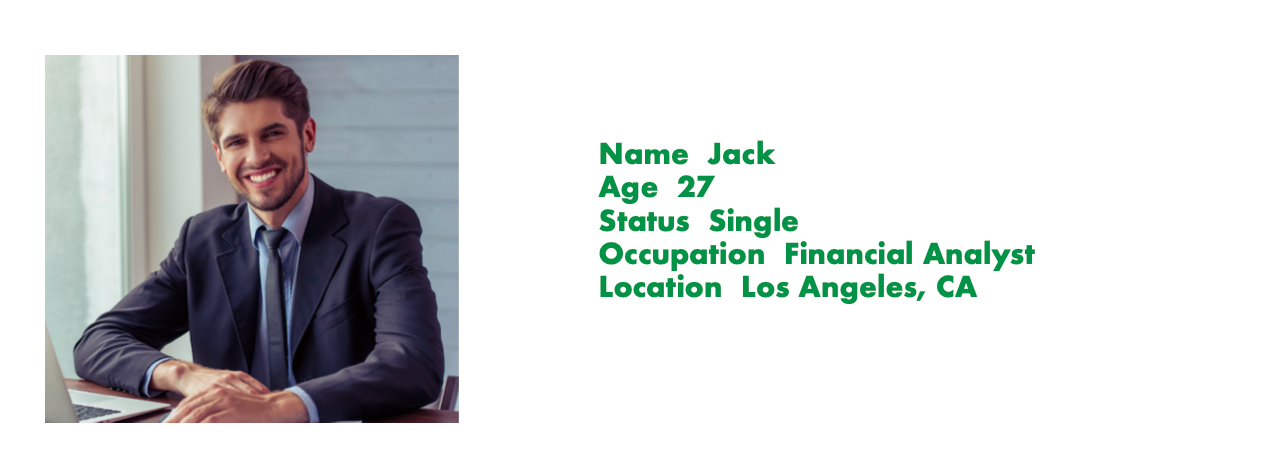 Name  Jack
Age  27
Status  Single
Occupation  Financial Analyst
Location  Los Angeles, CA